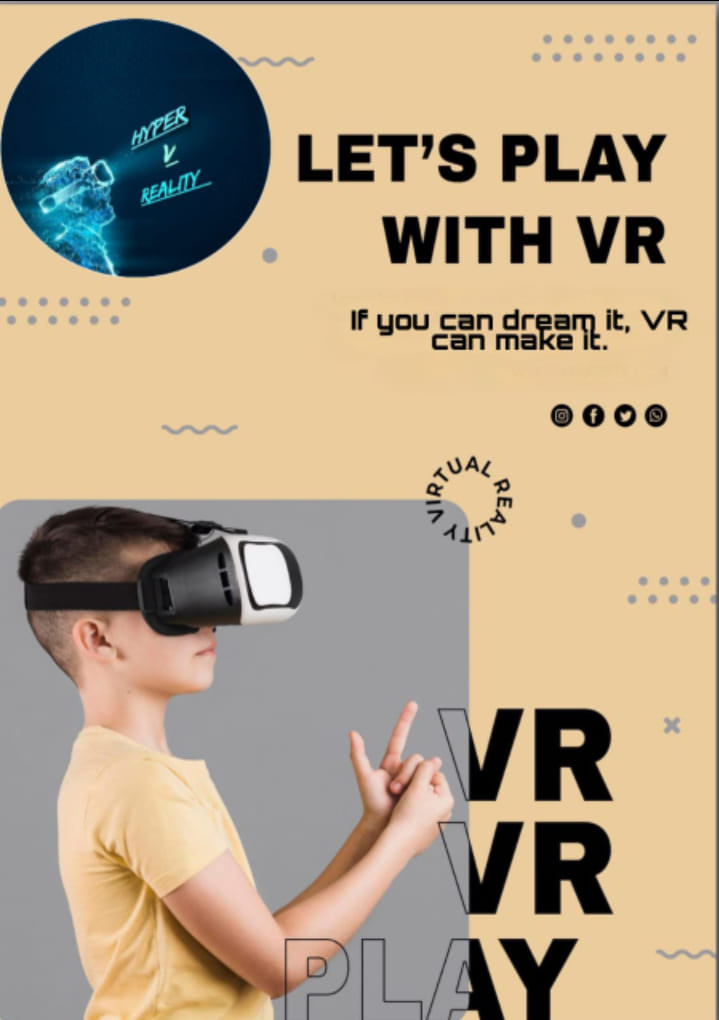 HYPER
V
REALITY
LET'S PLAY
WITH VR
If you can dream it, VR
can make it.
VIRTUAL REALITY
VR
VR
PLAY